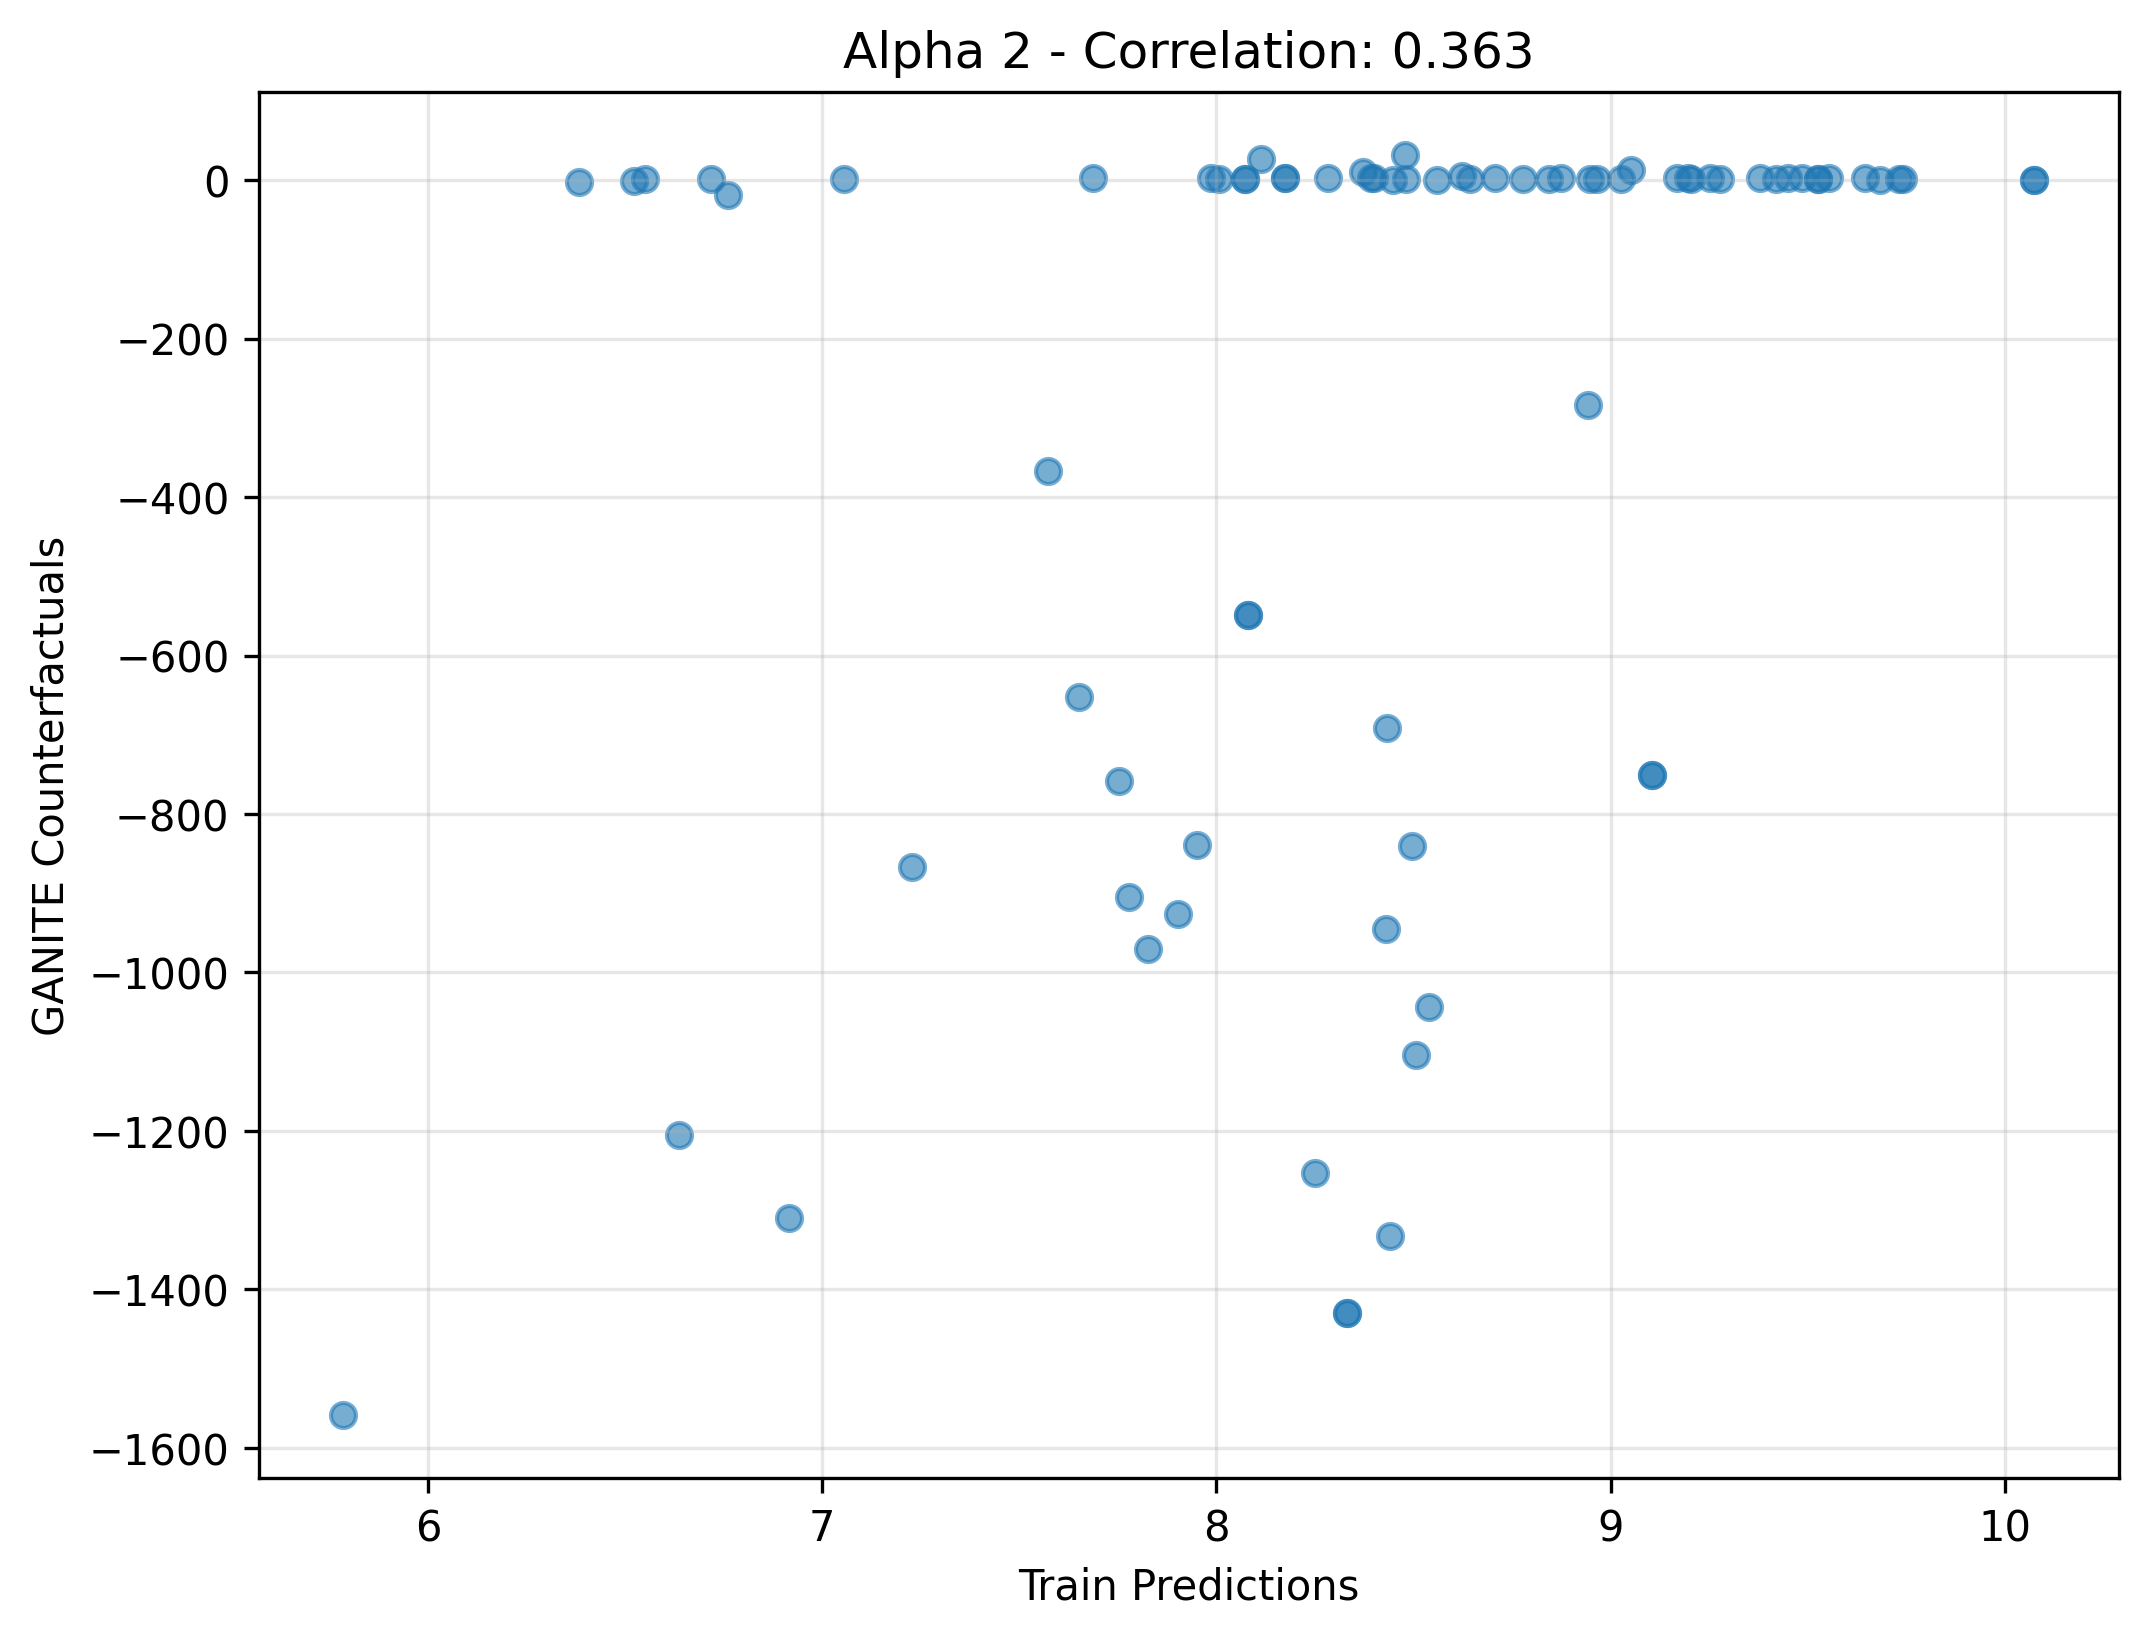 Alpha 2 - Correlation: 0.363
0
−200
−400
−600
−800
−1000
−1200
−1400
−1600
GANITE Counterfactuals
6 7 8 9 10
Train Predictions